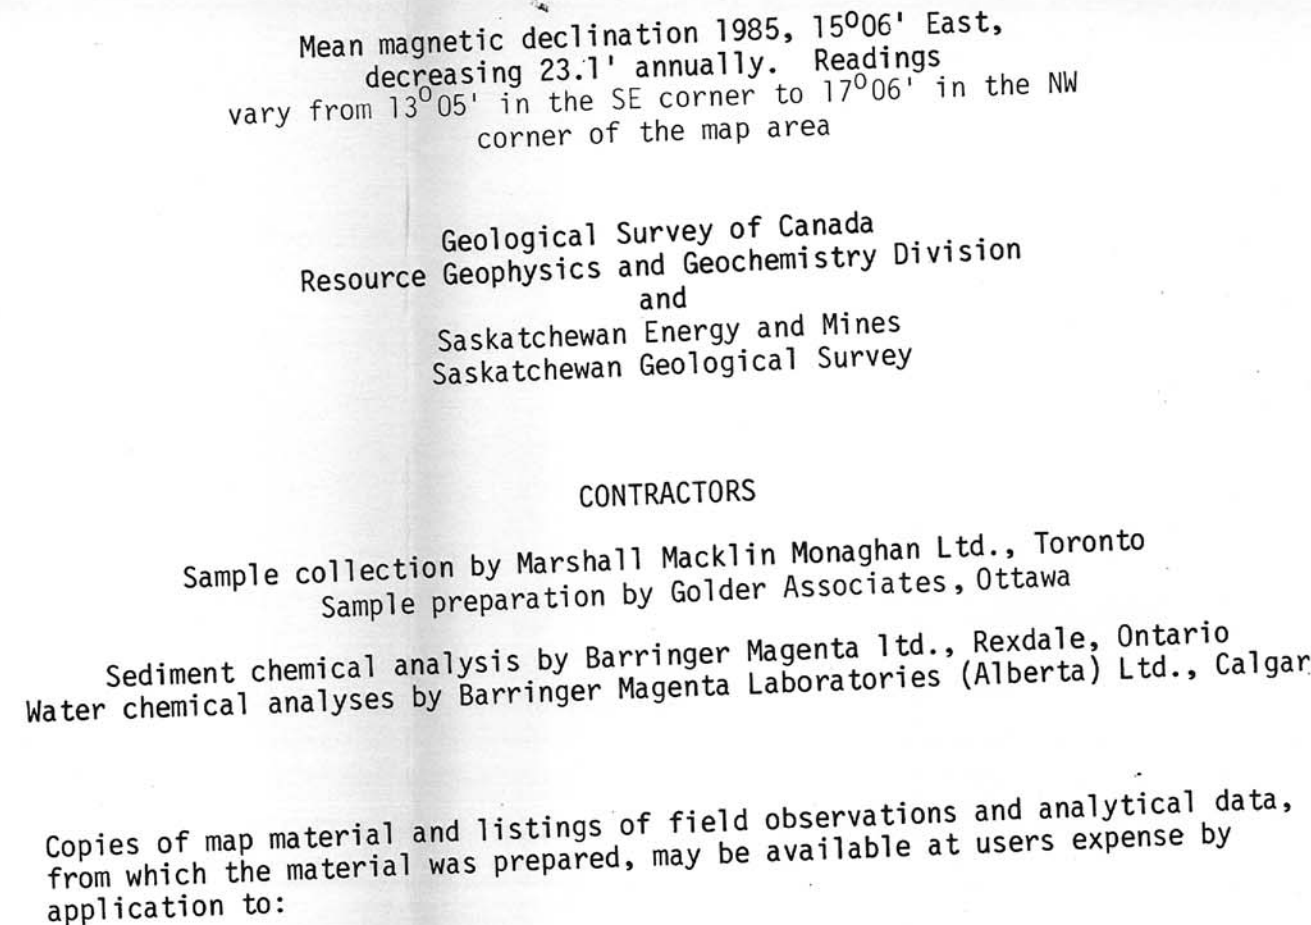 Mean magnetic declination 1985, 15º06' East,
decreasing 23.1' annually. Readings
vary from 13º05' in the SE corner to 17º06' in the NW
corner of the map area
Geological Survey of Canada
Resource Geophysics and Geochemistry Division
and
Saskatchewan Energy and Mines
Saskatchewan Geological Survey
CONTRACTORS
Sample collection by Marshall Macklin Monaghan Ltd., Toronto
Sample preparation by Golder Associates, Ottawa
Sediment chemical analysis by Barringer Magenta ltd., Rexdale, Ontario
Water chemical analyses by Barringer Magenta Laboratories (Alberta) Ltd., Calgar
Copies of map material and listings of field observations and analytical data,
from which the material was prepared, may be available at users expense by
application to: